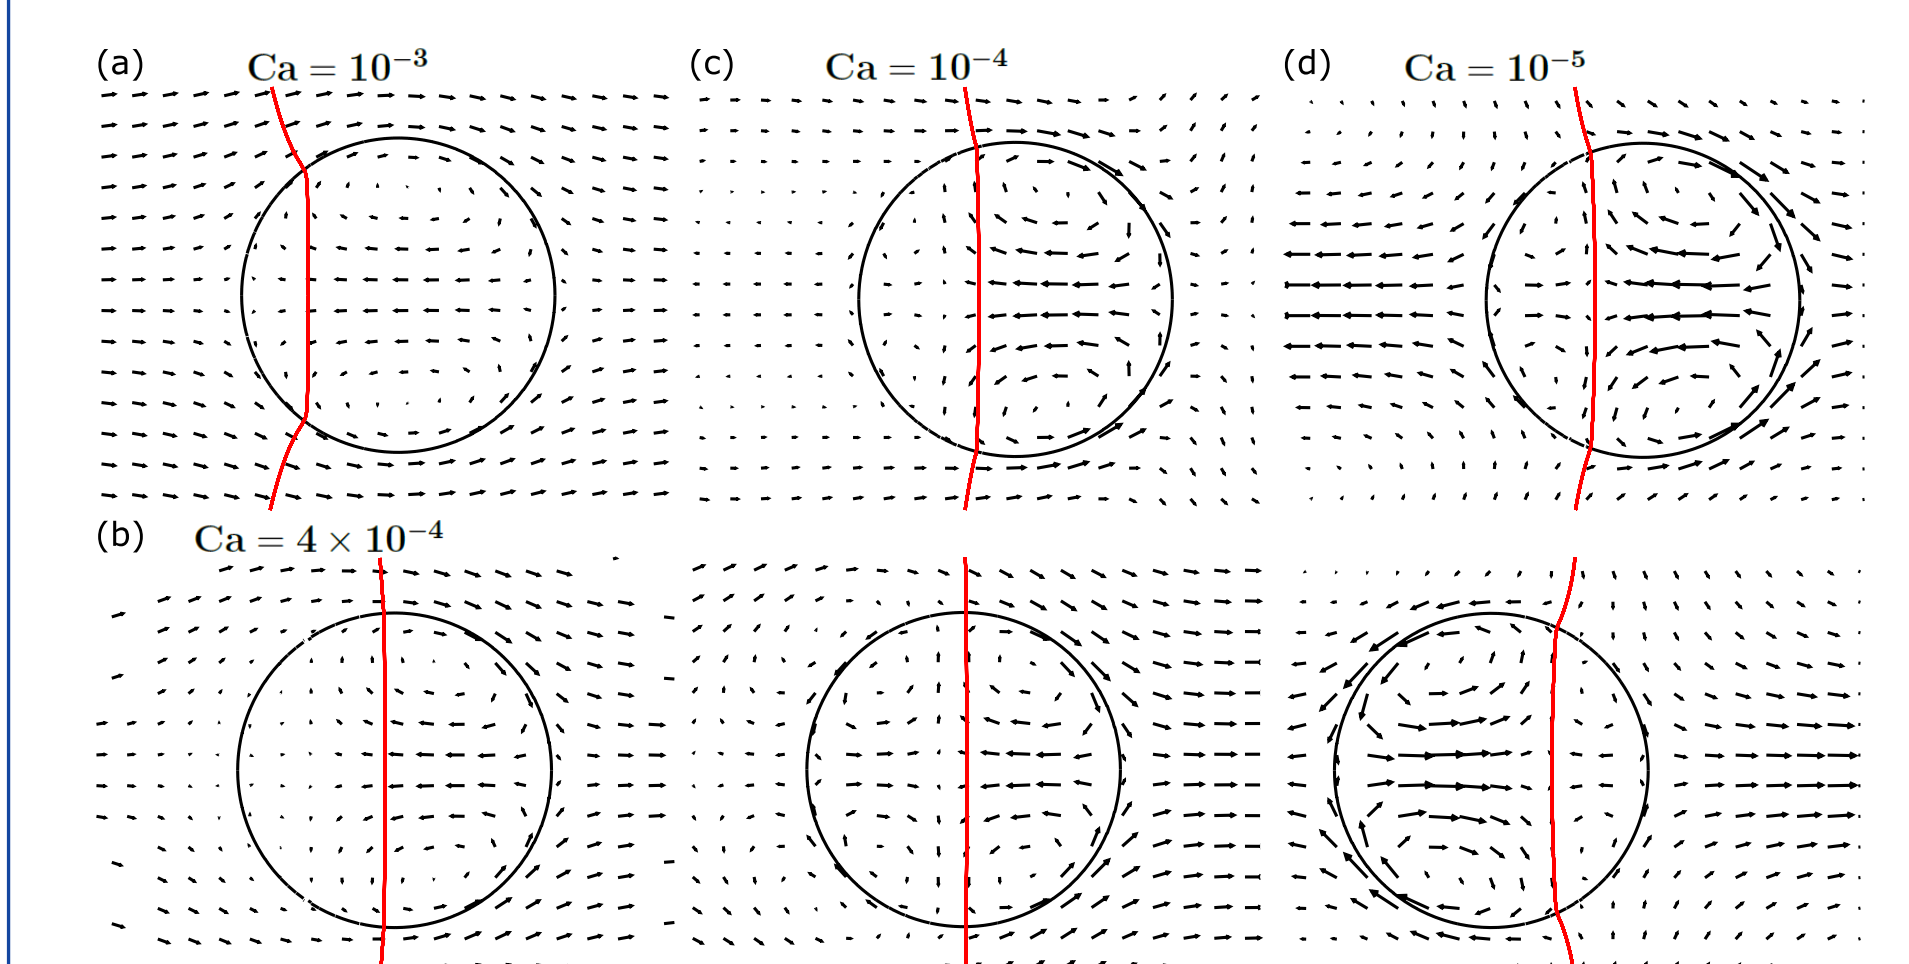 (a) Ca = 10⁻³
(c) Ca = 10⁻⁴
(d) Ca = 10⁻⁵
(b) Ca = 4 × 10⁻⁴